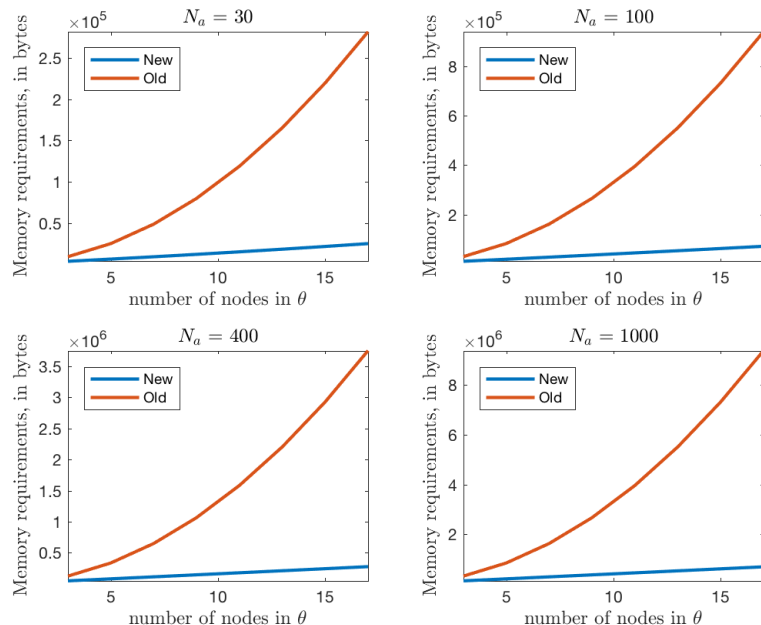 N_a = 30
×10^5
Memory requirements, in bytes
2.5
2
1.5
1
0.5
New
Old
5
10
15
number of nodes in θ
N_a = 100
×10^5
Memory requirements, in bytes
8
6
4
2
New
Old
5
10
15
number of nodes in θ
N_a = 400
×10^6
Memory requirements, in bytes
3.5
3
2.5
2
1.5
1
0.5
New
Old
5
10
15
number of nodes in θ
N_a = 1000
×10^6
Memory requirements, in bytes
8
6
4
2
New
Old
5
10
15
number of nodes in θ